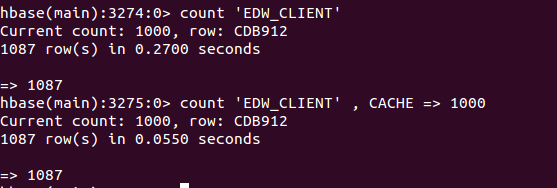 hbase(main):3274:0> count 'EDW_CLIENT'
Current count: 1000, row: CDB912
1087 row(s) in 0.2700 seconds
=> 1087
hbase(main):3275:0> count 'EDW_CLIENT' , CACHE => 1000
Current count: 1000, row: CDB912
1087 row(s) in 0.0550 seconds
=> 1087